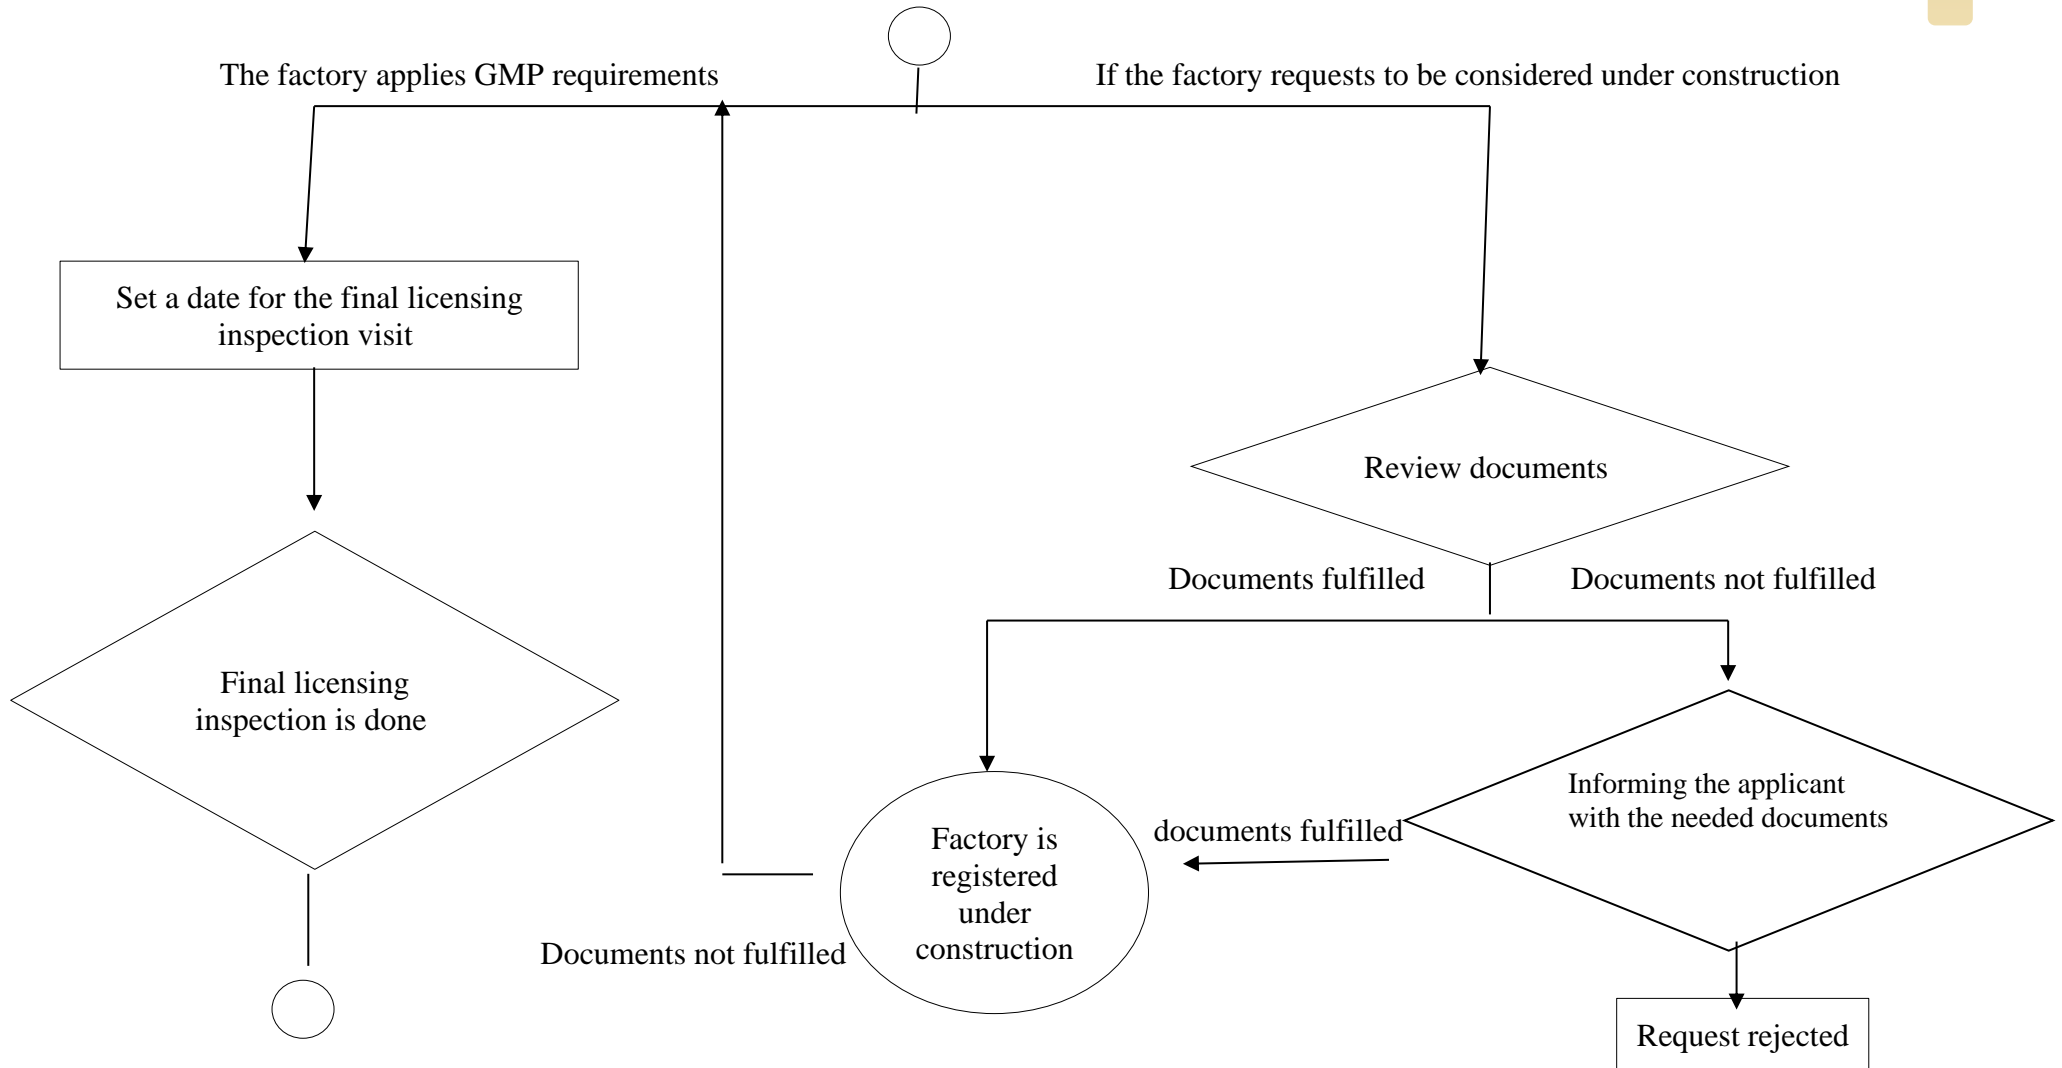 The factory applies GMP requirements
If the factory requests to be considered under construction
Set a date for the final licensing
inspection visit
Review documents
Documents fulfilled
Documents not fulfilled
Final licensing
inspection is done
Informing the applicant
with the needed documents
documents fulfilled
Factory is
registered
under
construction
Documents not fulfilled
Request rejected